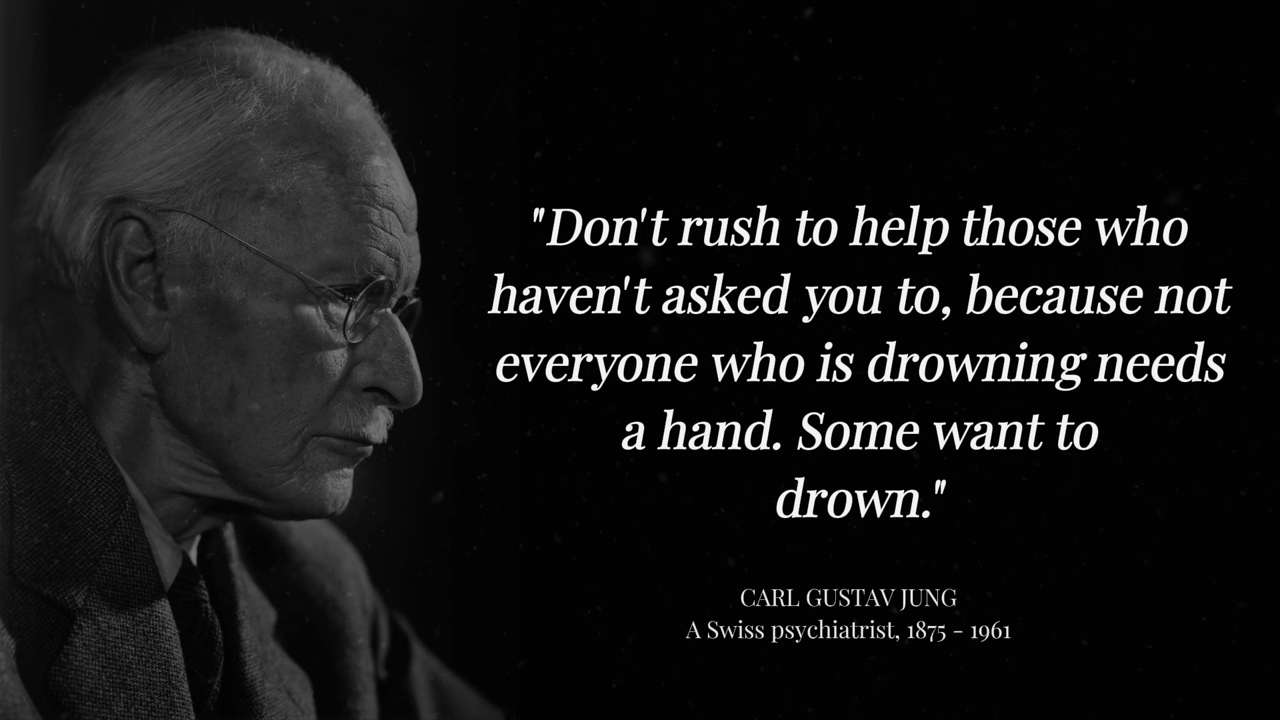 "Don't rush to help those who
haven't asked you to, because not
everyone who is drowning needs
a hand. Some want to
drown."
CARL GUSTAV JUNG
A Swiss psychiatrist, 1875 - 1961